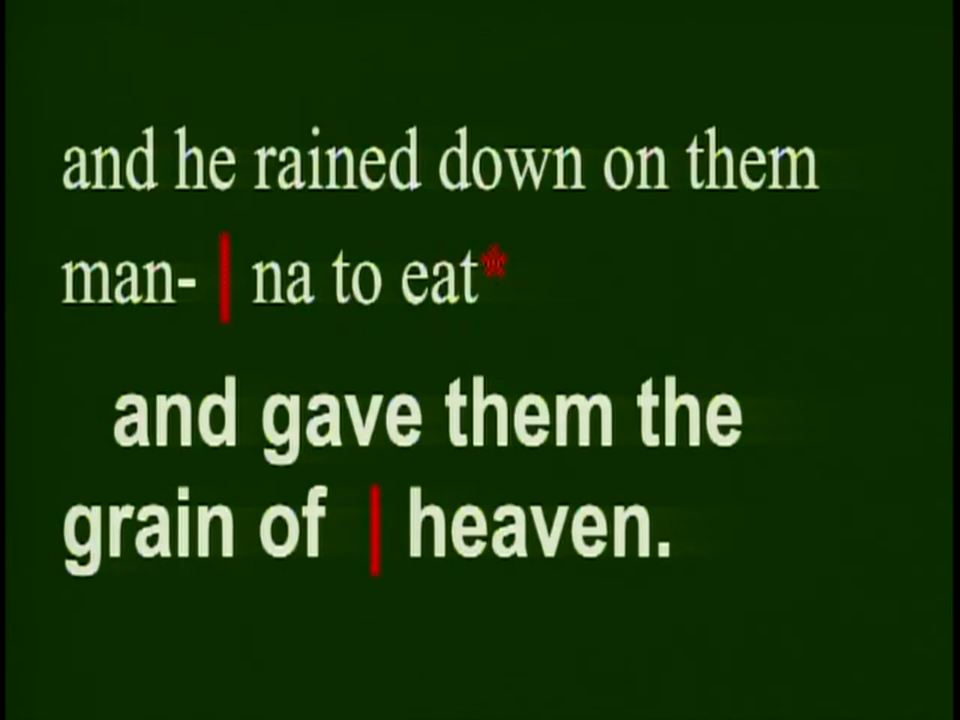 and he rained down on them
man- | na to eat*
and gave them the
grain of | heaven.